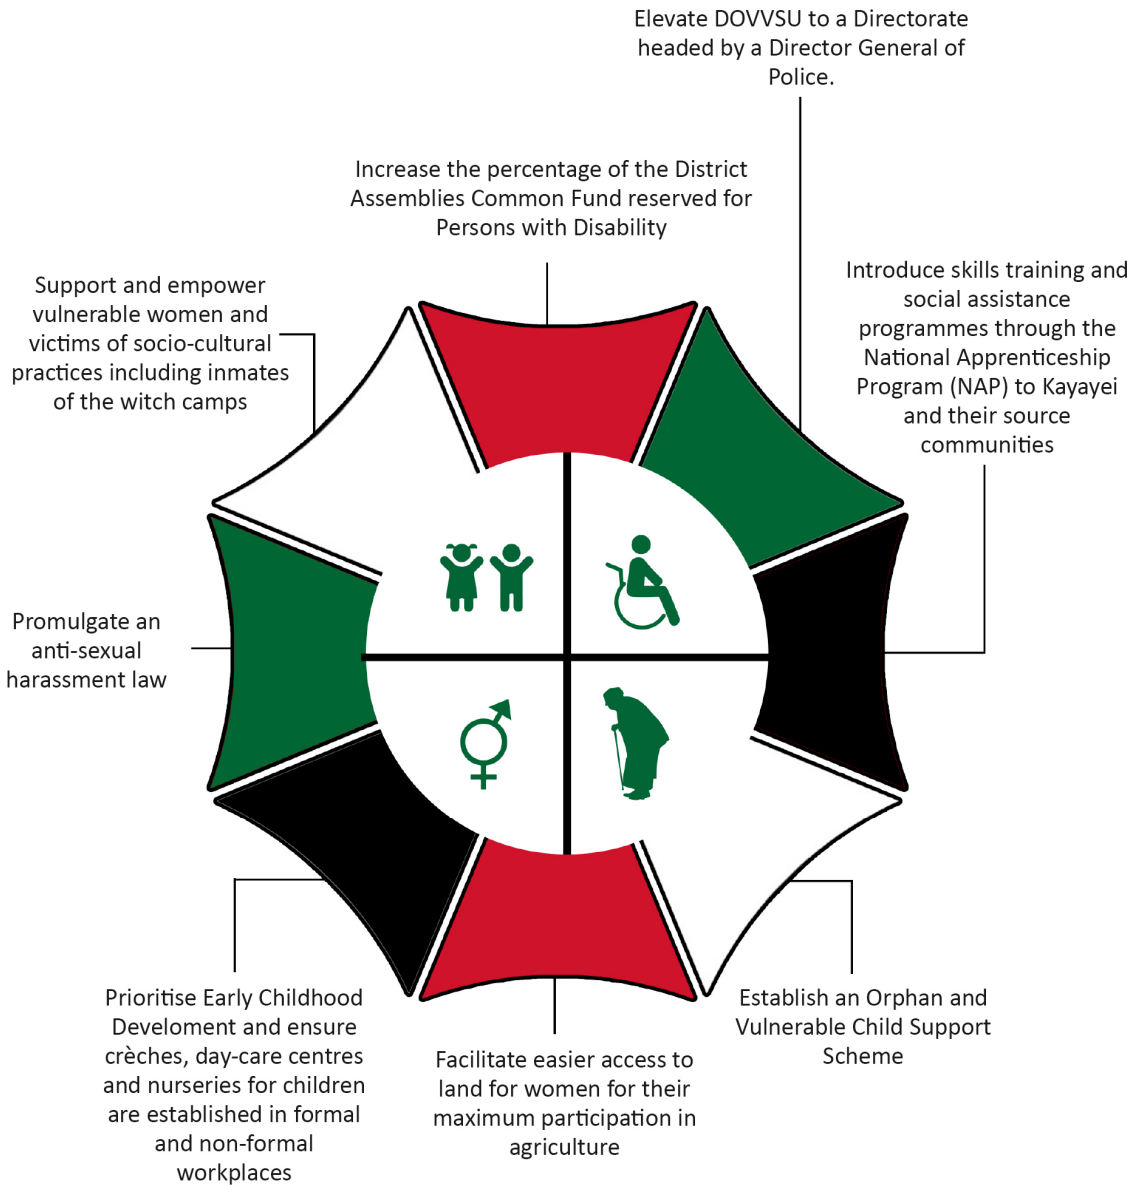 Elevate DOVVSU to a Directorate
headed by a Director General of
Police.
Increase the percentage of the District
Assemblies Common Fund reserved for
Persons with Disability
Introduce skills training and
social assistance
programmes through the
National Apprenticeship
Program (NAP) to Kayayei
and their source
communities
Support and empower
vulnerable women and
victims of socio-cultural
practices including inmates
of the witch camps
Promulgate an
anti-sexual
harassment law
Prioritise Early Childhood
Develoment and ensure
crèches, day-care centres
and nurseries for children
are established in formal
and non-formal
workplaces
Facilitate easier access to
land for women for their
maximum participation in
agriculture
Establish an Orphan and
Vulnerable Child Support
Scheme